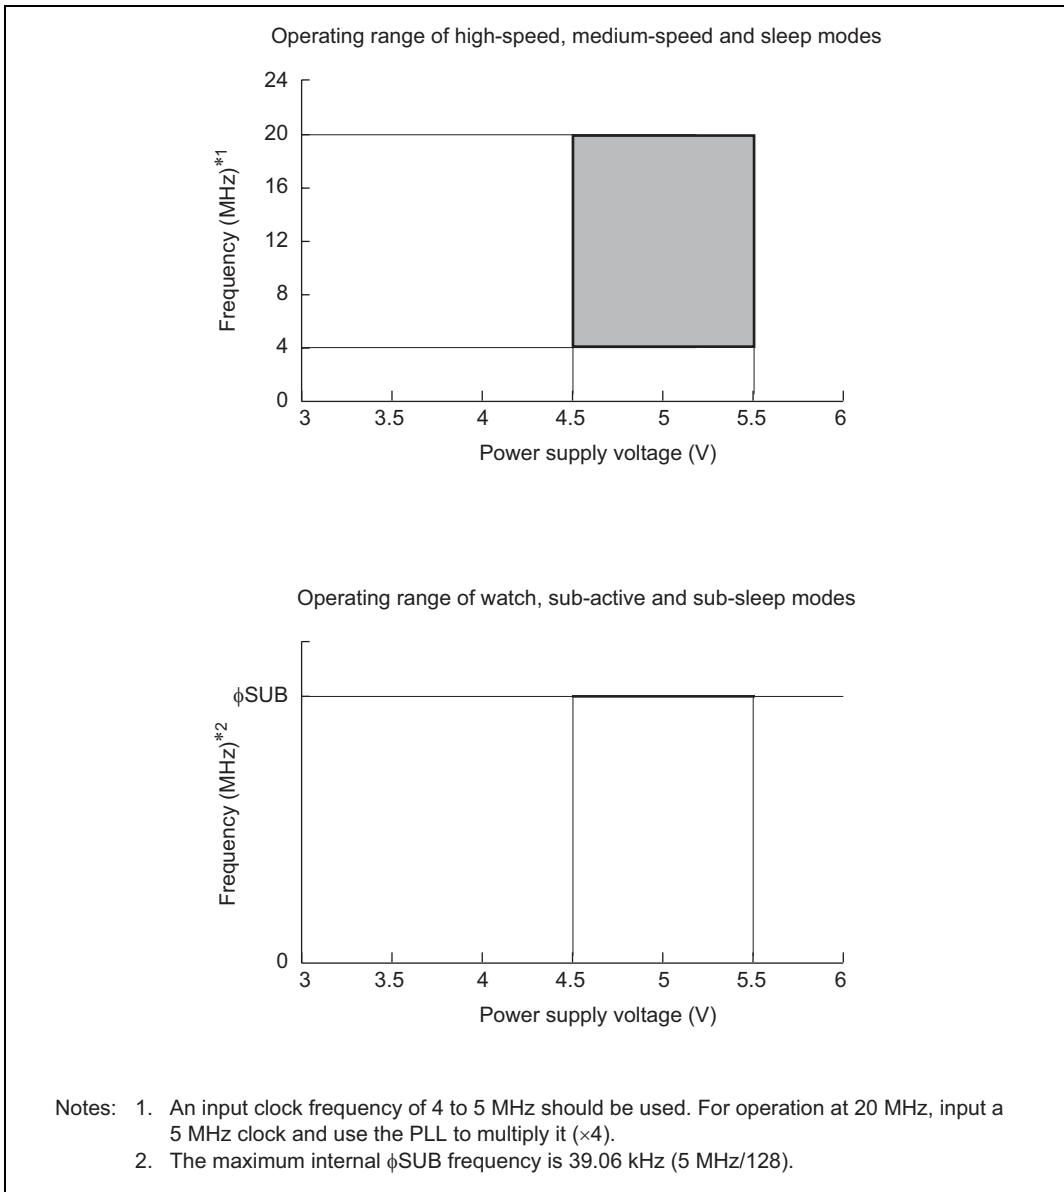 Operating range of high-speed, medium-speed and sleep modes
24
20
16
12
8
4
0
Frequency (MHz)*1
3 3.5 4 4.5 5 5.5 6
Power supply voltage (V)
Operating range of watch, sub-active and sub-sleep modes
ϕSUB
0
Frequency (MHz)*2
3 3.5 4 4.5 5 5.5 6
Power supply voltage (V)
Notes: 1. An input clock frequency of 4 to 5 MHz should be used. For operation at 20 MHz, input a
5 MHz clock and use the PLL to multiply it (×4).
2. The maximum internal ϕSUB frequency is 39.06 kHz (5 MHz/128).